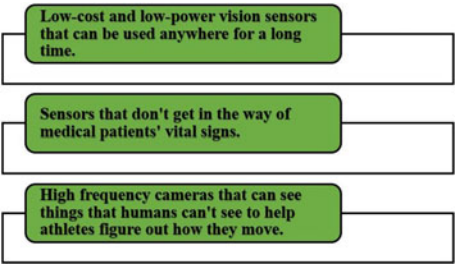 Low-cost and low-power vision sensors
that can be used anywhere for a long
time.
Sensors that don't get in the way of
medical patients' vital signs.
High frequency cameras that can see
things that humans can't see to help
athletes figure out how they move.